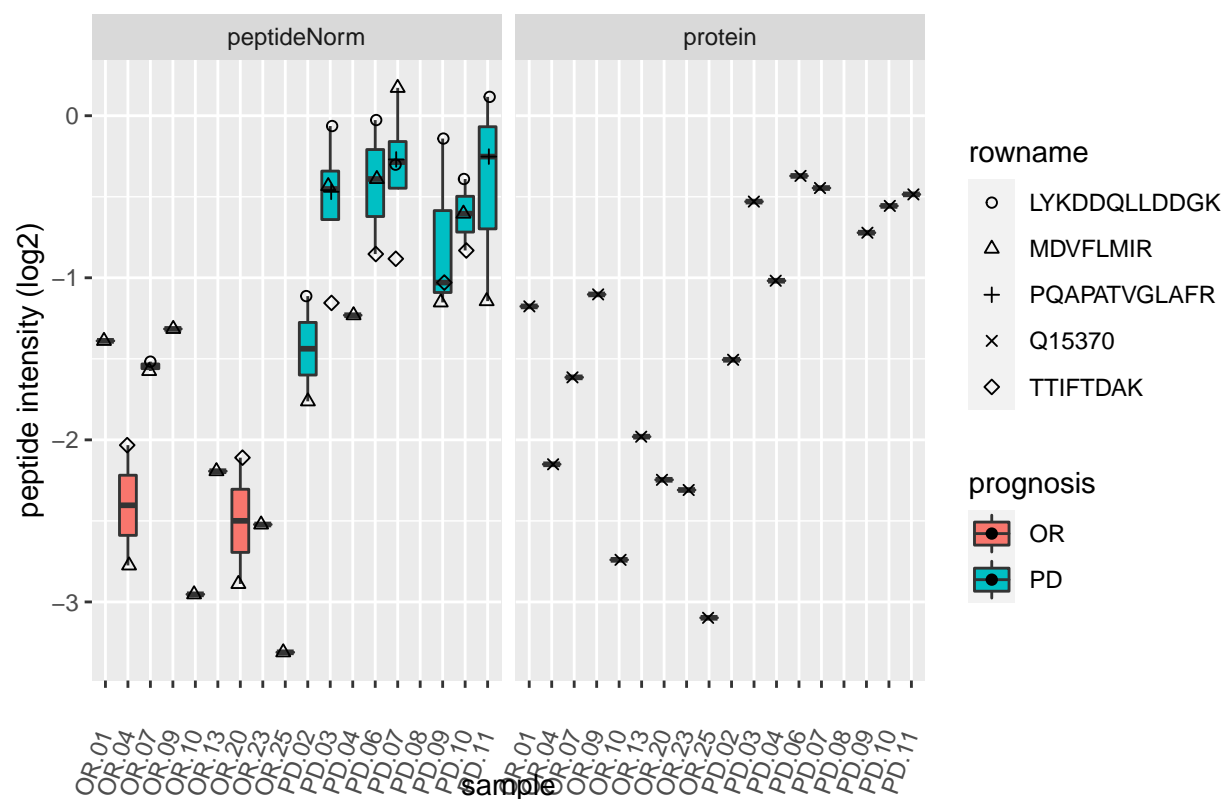 peptideNorm
protein
peptide intensity (log2)
0
−1
−2
−3
OR.01
OR.04
OR.07
OR.09
OR.10
OR.13
OR.20
OR.23
OR.25
PD.02
PD.03
PD.04
PD.06
PD.07
PD.08
PD.09
PD.10
PD.11
OR.01
OR.04
OR.07
OR.09
OR.10
OR.13
OR.20
OR.23
OR.25
PD.02
PD.03
PD.04
PD.06
PD.07
PD.08
PD.09
PD.10
PD.11
sample
rowname
LYKDDQLLDDGK
MDVFLMIR
PQAPATVGLAFR
Q15370
TTIFTDAK
prognosis
OR
PD